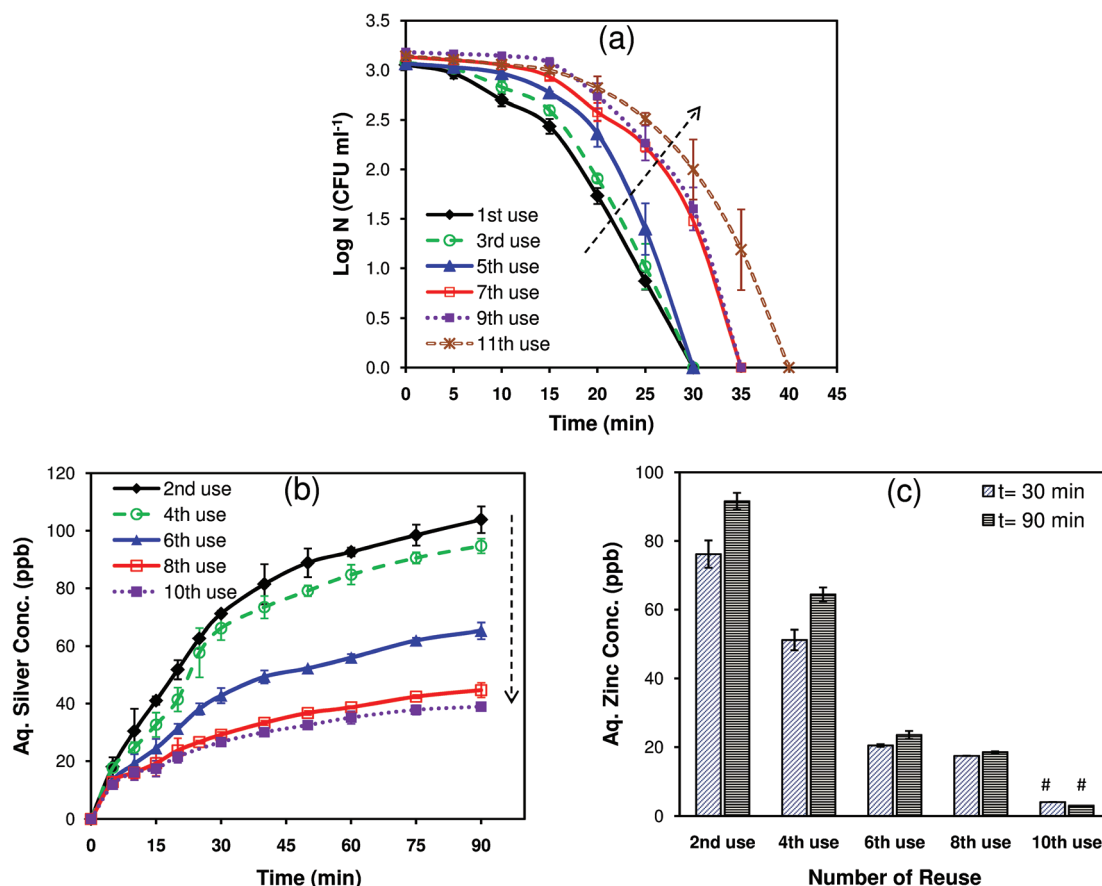 (a)
3.5
3.0
2.5
2.0
1.5
1.0
0.5
0.0
Log N (CFU ml⁻¹)
1st use
3rd use
5th use
7th use
9th use
11th use
0 5 10 15 20 25 30 35 40 45
Time (min)
(b)
120
100
80
60
40
20
0
Aq. Silver Conc. (ppb)
2nd use
4th use
6th use
8th use
10th use
0 15 30 45 60 75 90
Time (min)
(c)
100
80
60
40
20
0
Aq. Zinc Conc. (ppb)
t= 30 min
t= 90 min
# #
2nd use 4th use 6th use 8th use 10th use
Number of Reuse